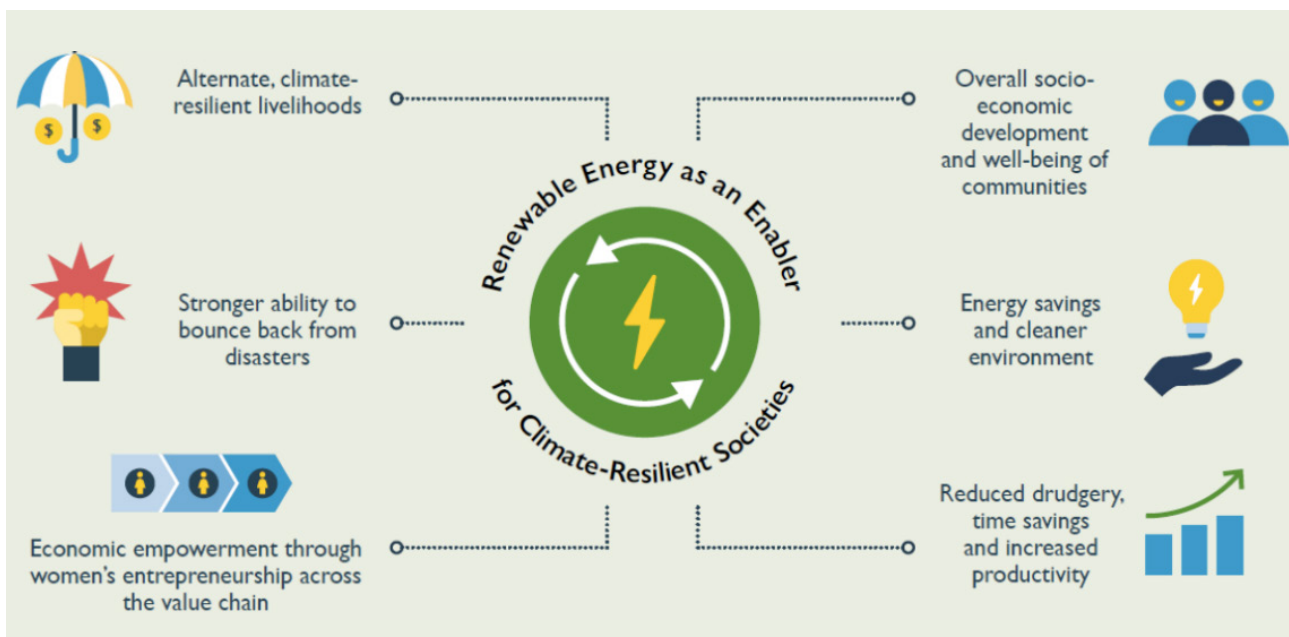 Alternate, climate-
resilient livelihoods
Stronger ability to
bounce back from
disasters
Economic empowerment through
women's entrepreneurship across
the value chain
Renewable Energy as an Enabler
for Climate-Resilient Societies
Overall socio-
economic
development
and well-being of
communities
Energy savings
and cleaner
environment
Reduced drudgery,
time savings
and increased
productivity
$
$